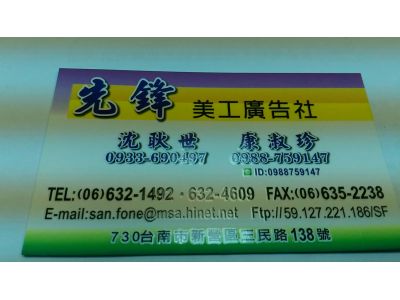 先鋒 美工廣告社
沈耿世 康淑珍
0933-690497 0988-759147
ID:0988759147
TEL:(06)632-1492・632-4609 FAX:(06)635-2238
E-mail:san.fone@msa.hinet.net Ftp://59.127.221.186/SF
730台南市新營區三民路138號